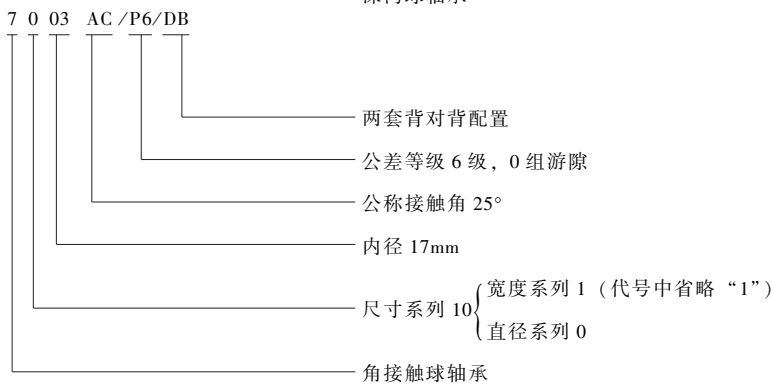 7 0 03 AC /P6/DB
两套背对背配置
公差等级 6 级，0 组游隙
公称接触角 25°
内径 17mm
尺寸系列 10
宽度系列 1（代号中省略“1”）
直径系列 0
角接触球轴承